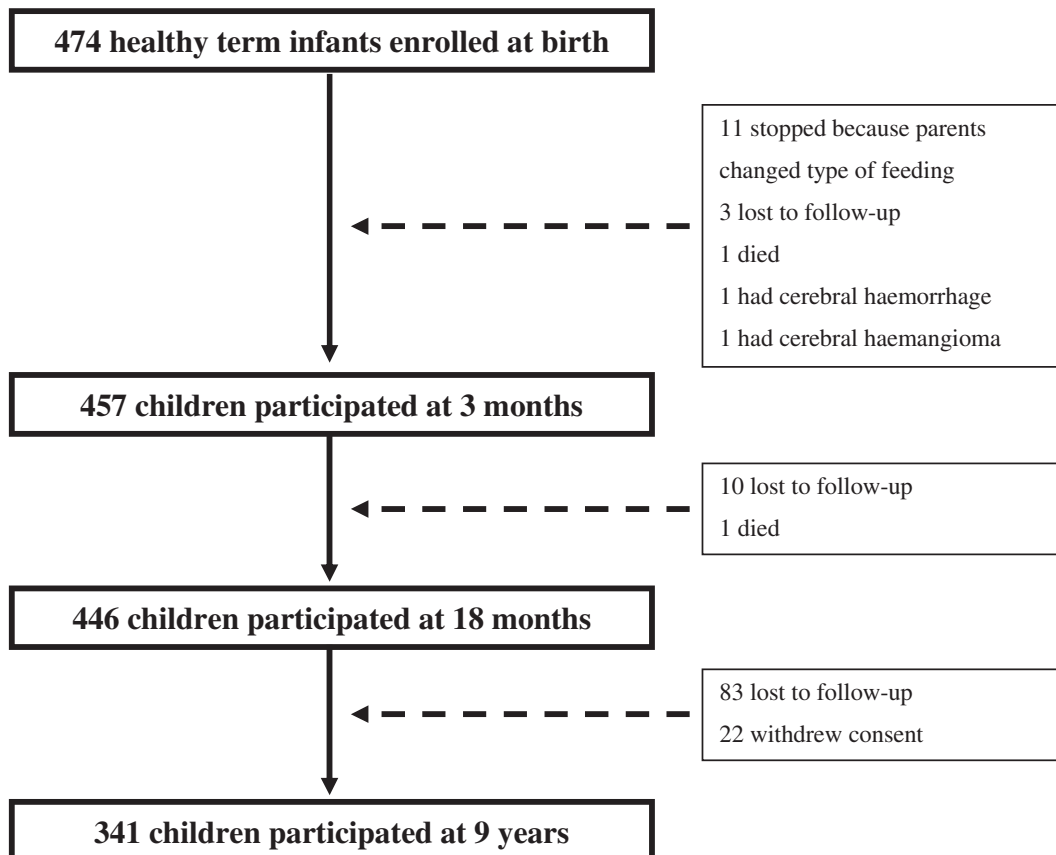 474 healthy term infants enrolled at birth
11 stopped because parents
changed type of feeding
3 lost to follow-up
1 died
1 had cerebral haemorrhage
1 had cerebral haemangioma
457 children participated at 3 months
10 lost to follow-up
1 died
446 children participated at 18 months
83 lost to follow-up
22 withdrew consent
341 children participated at 9 years